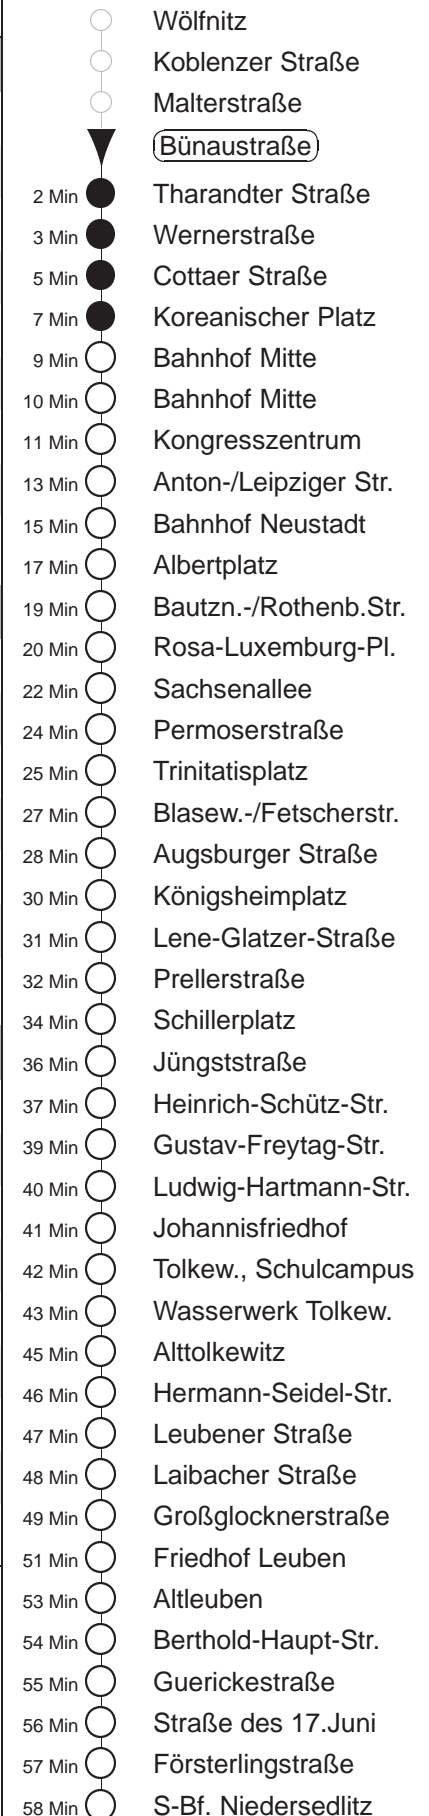 Wölfnitz
Koblenzer Straße
Malterstraße
Bünaustraße
2 Min Tharandter Straße
3 Min Wernerstraße
5 Min Cottaer Straße
7 Min Koreanischer Platz
9 Min Bahnhof Mitte
10 Min Bahnhof Mitte
11 Min Kongresszentrum
13 Min Anton-/Leipziger Str.
15 Min Bahnhof Neustadt
17 Min Albertplatz
19 Min Bautzn.-/Rothenb.Str.
20 Min Rosa-Luxemburg-Pl.
22 Min Sachsenallee
24 Min Permoserstraße
25 Min Trinitatisplatz
27 Min Blasew.-/Fetscherstr.
28 Min Augsburger Straße
30 Min Königsheimplatz
31 Min Lene-Glatzer-Straße
32 Min Prellerstraße
34 Min Schillerplatz
36 Min Jüngststraße
37 Min Heinrich-Schütz-Str.
39 Min Gustav-Freytag-Str.
40 Min Ludwig-Hartmann-Str.
41 Min Johannisfriedhof
42 Min Tolkew., Schulcampus
43 Min Wasserwerk Tolkew.
45 Min Alttolkewitz
46 Min Hermann-Seidel-Str.
47 Min Leubener Straße
48 Min Laibacher Straße
49 Min Großglocknerstraße
51 Min Friedhof Leuben
53 Min Altleuben
54 Min Berthold-Haupt-Str.
55 Min Guerickestraße
56 Min Straße des 17.Juni
57 Min Försterlingstraße
58 Min S-Bf. Niedersedlitz